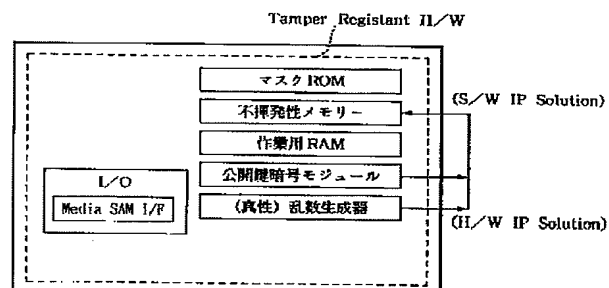 Tamper Registant H/W
マスクROM
不揮発性メモリー
作業用RAM
公開鍵暗号モジュール
(真性)乱数生成器
I/O
Media SAM I/F
(S/W IP Solution)
(H/W IP Solution)